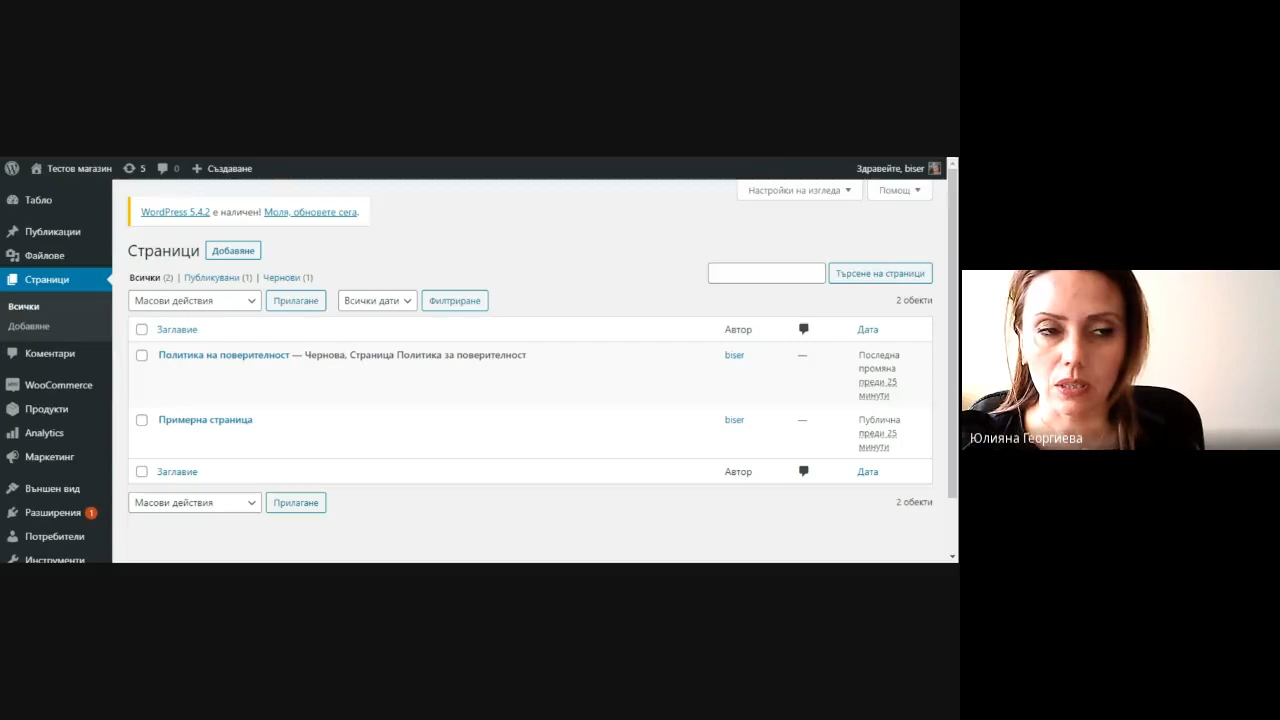 Тестов магазин 5 0 Създаване Здравейте, biser
Табло
Публикации
Файлове
Страници
Всички
Добавяне
Коментари
WooCommerce
Продукти
Analytics
Маркетинг
Външен вид
Разширения 1
Потребители
Инструменти
Настройки на изгледа Помощ
WordPress 5.4.2 е наличен! Моля, обновете сега.
Страници Добавяне
Всички (2) | Публикувани (1) | Чернови (1)
Търсене на страници
Масови действия Прилагане Всички дати Филтриране 2 обекти
Заглавие Автор Дата
Политика на поверителност — Чернова, Страница Политика за поверителност biser — Последна
промяна
преди 25
минути
Примерна страница biser — Публична
преди 25
минути
Заглавие Автор Дата
Масови действия Прилагане 2 обекти
Юлияна Георгиева